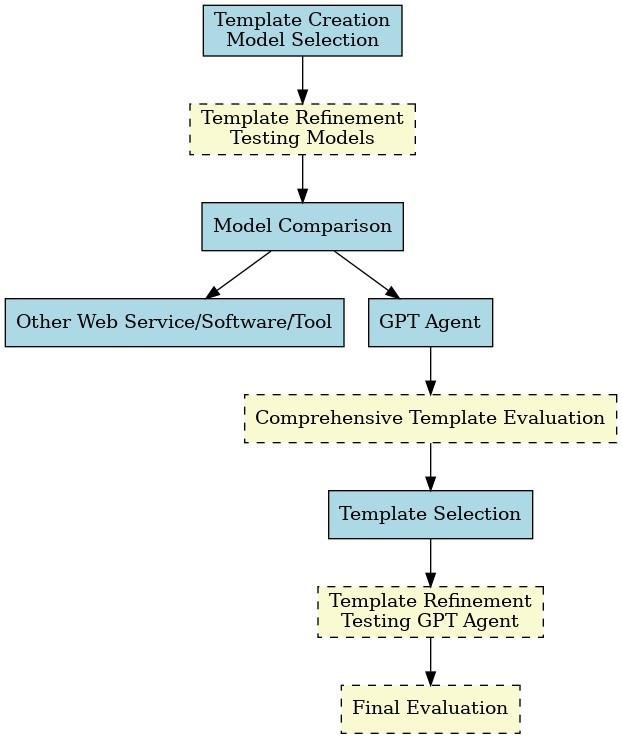 Template Creation
Model Selection
Template Refinement
Testing Models
Model Comparison
Other Web Service/Software/Tool
GPT Agent
Comprehensive Template Evaluation
Template Selection
Template Refinement
Testing GPT Agent
Final Evaluation